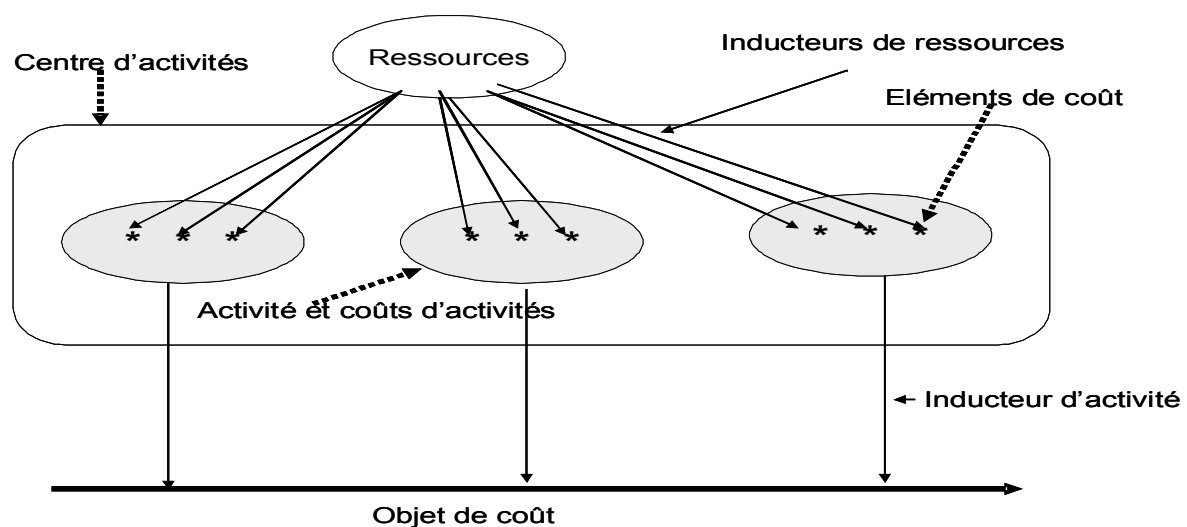 Ressources
Inducteurs de ressources
Centre d'activités
Eléments de coût
* * *
* * *
* * *
Activité et coûts d'activités
Inducteur d'activité
Objet de coût